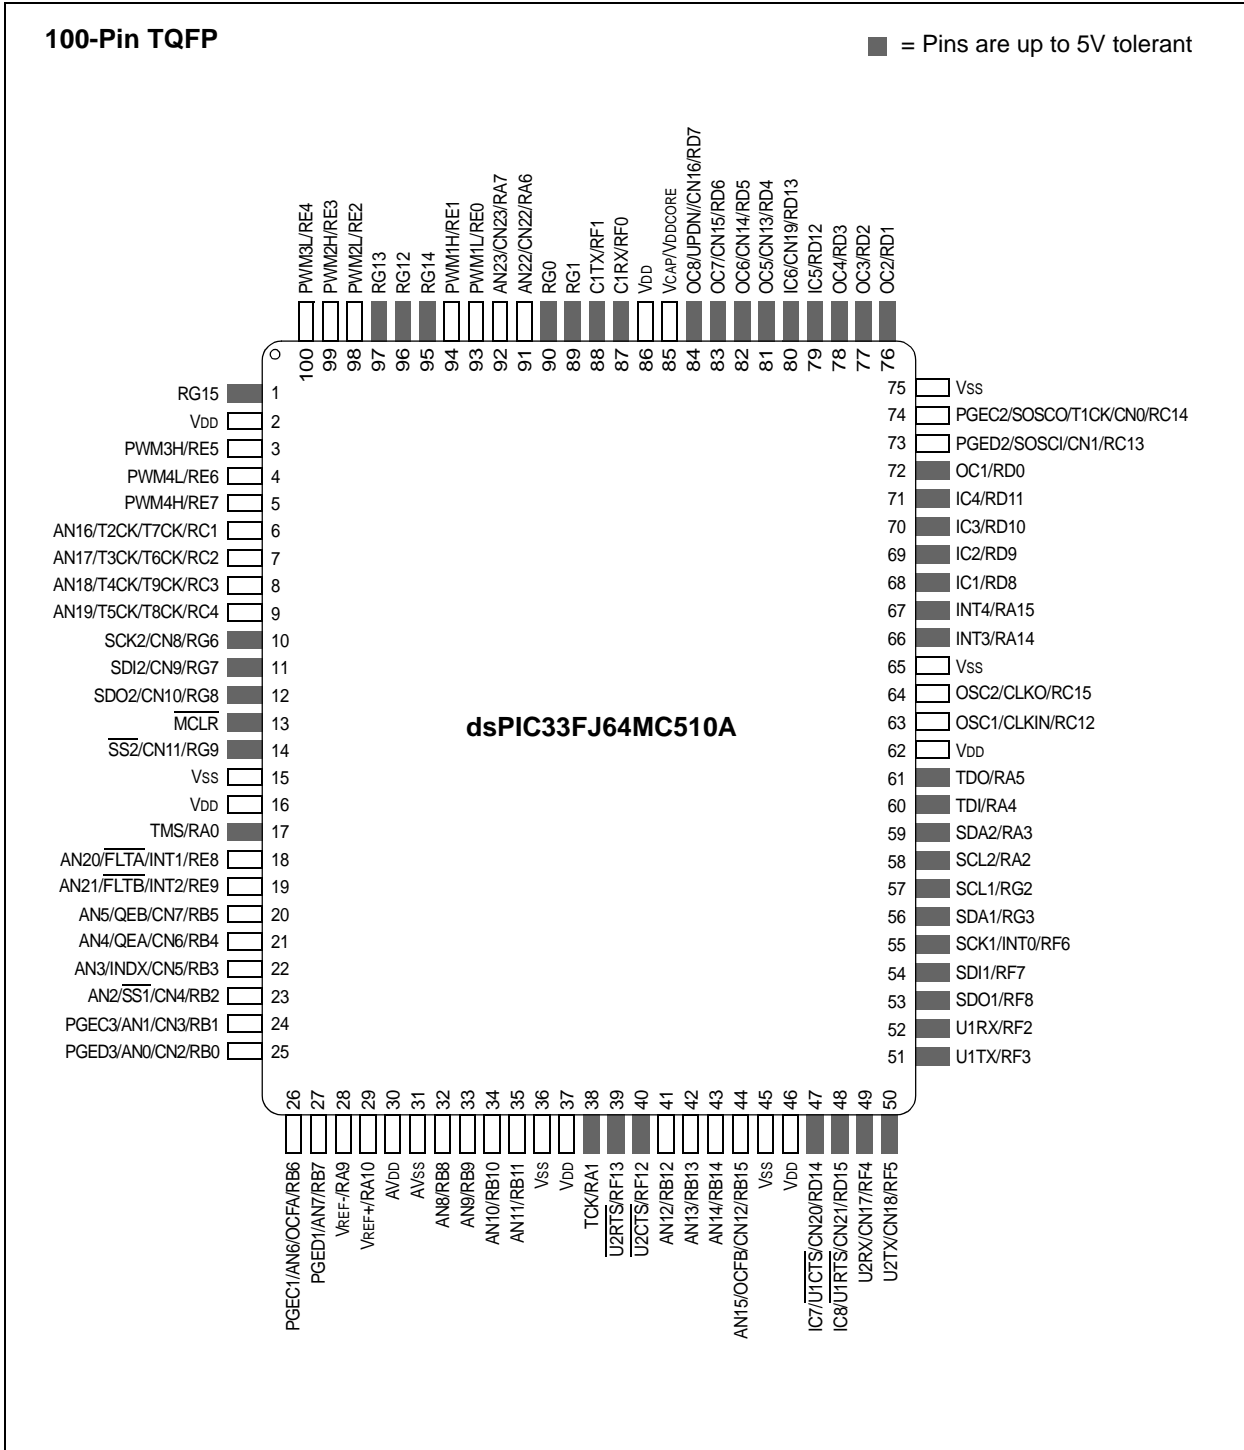 100-Pin TQFP
= Pins are up to 5V tolerant
PWM3L/RE4
PWM2H/RE3
PWM2L/RE2
RG13
RG12
RG14
PWM1H/RE1
PWM1L/RE0
AN23/CN23/RA7
AN22/CN22/RA6
RG0
RG1
C1TX/RF1
C1RX/RF0
VDD
VCAP/VDDCORE
OC8/UPDN//CN16/RD7
OC7/CN15/RD6
OC6/CN14/RD5
OC5/CN13/RD4
IC6/CN19/RD13
IC5/RD12
OC4/RD3
OC3/RD2
OC2/RD1
100
99
98
97
96
95
94
93
92
91
90
89
88
87
86
85
84
83
82
81
80
79
78
77
76
RG15 1
VDD 2
PWM3H/RE5 3
PWM4L/RE6 4
PWM4H/RE7 5
AN16/T2CK/T7CK/RC1 6
AN17/T3CK/T6CK/RC2 7
AN18/T4CK/T9CK/RC3 8
AN19/T5CK/T8CK/RC4 9
SCK2/CN8/RG6 10
SDI2/CN9/RG7 11
SDO2/CN10/RG8 12
MCLR 13
SS2/CN11/RG9 14
VSS 15
VDD 16
TMS/RA0 17
AN20/FLTA/INT1/RE8 18
AN21/FLTB/INT2/RE9 19
AN5/QEB/CN7/RB5 20
AN4/QEA/CN6/RB4 21
AN3/INDX/CN5/RB3 22
AN2/SS1/CN4/RB2 23
PGEC3/AN1/CN3/RB1 24
PGED3/AN0/CN2/RB0 25
dsPIC33FJ64MC510A
75 VSS
74 PGEC2/SOSCO/T1CK/CN0/RC14
73 PGED2/SOSCI/CN1/RC13
72 OC1/RD0
71 IC4/RD11
70 IC3/RD10
69 IC2/RD9
68 IC1/RD8
67 INT4/RA15
66 INT3/RA14
65 VSS
64 OSC2/CLKO/RC15
63 OSC1/CLKIN/RC12
62 VDD
61 TDO/RA5
60 TDI/RA4
59 SDA2/RA3
58 SCL2/RA2
57 SCL1/RG2
56 SDA1/RG3
55 SCK1/INT0/RF6
54 SDI1/RF7
53 SDO1/RF8
52 U1RX/RF2
51 U1TX/RF3
26
27
28
29
30
31
32
33
34
35
36
37
38
39
40
41
42
43
44
45
46
47
48
49
50
PGEC1/AN6/OCFA/RB6
PGED1/AN7/RB7
VREF-/RA9
VREF+/RA10
AVDD
AVSS
AN8/RB8
AN9/RB9
AN10/RB10
AN11/RB11
VSS
VDD
TCK/RA1
U2RTS/RF13
U2CTS/RF12
AN12/RB12
AN13/RB13
AN14/RB14
AN15/OCFB/CN12/RB15
VSS
VDD
IC7/U1CTS/CN20/RD14
IC8/U1RTS/CN21/RD15
U2RX/CN17/RF4
U2TX/CN18/RF5